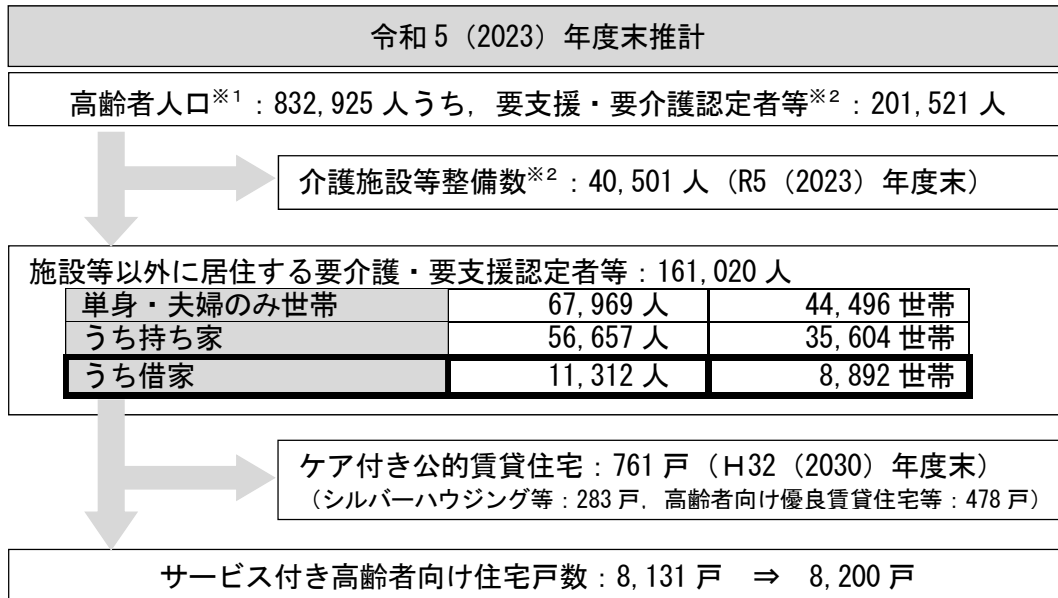 令和5（2023）年度末推計
高齢者人口※1：832,925人うち，要支援・要介護認定者等※2：201,521人
介護施設等整備数※2：40,501人（R5（2023）年度末）
施設等以外に居住する要介護・要支援認定者等：161,020人
単身・夫婦のみ世帯 67,969人 44,496世帯
うち持ち家 56,657人 35,604世帯
うち借家 11,312人 8,892世帯
ケア付き公的賃貸住宅：761戸（H32（2030）年度末）
（シルバーハウジング等：283戸，高齢者向け優良賃貸住宅等：478戸）
サービス付き高齢者向け住宅戸数：8,131戸 ⇒ 8,200戸